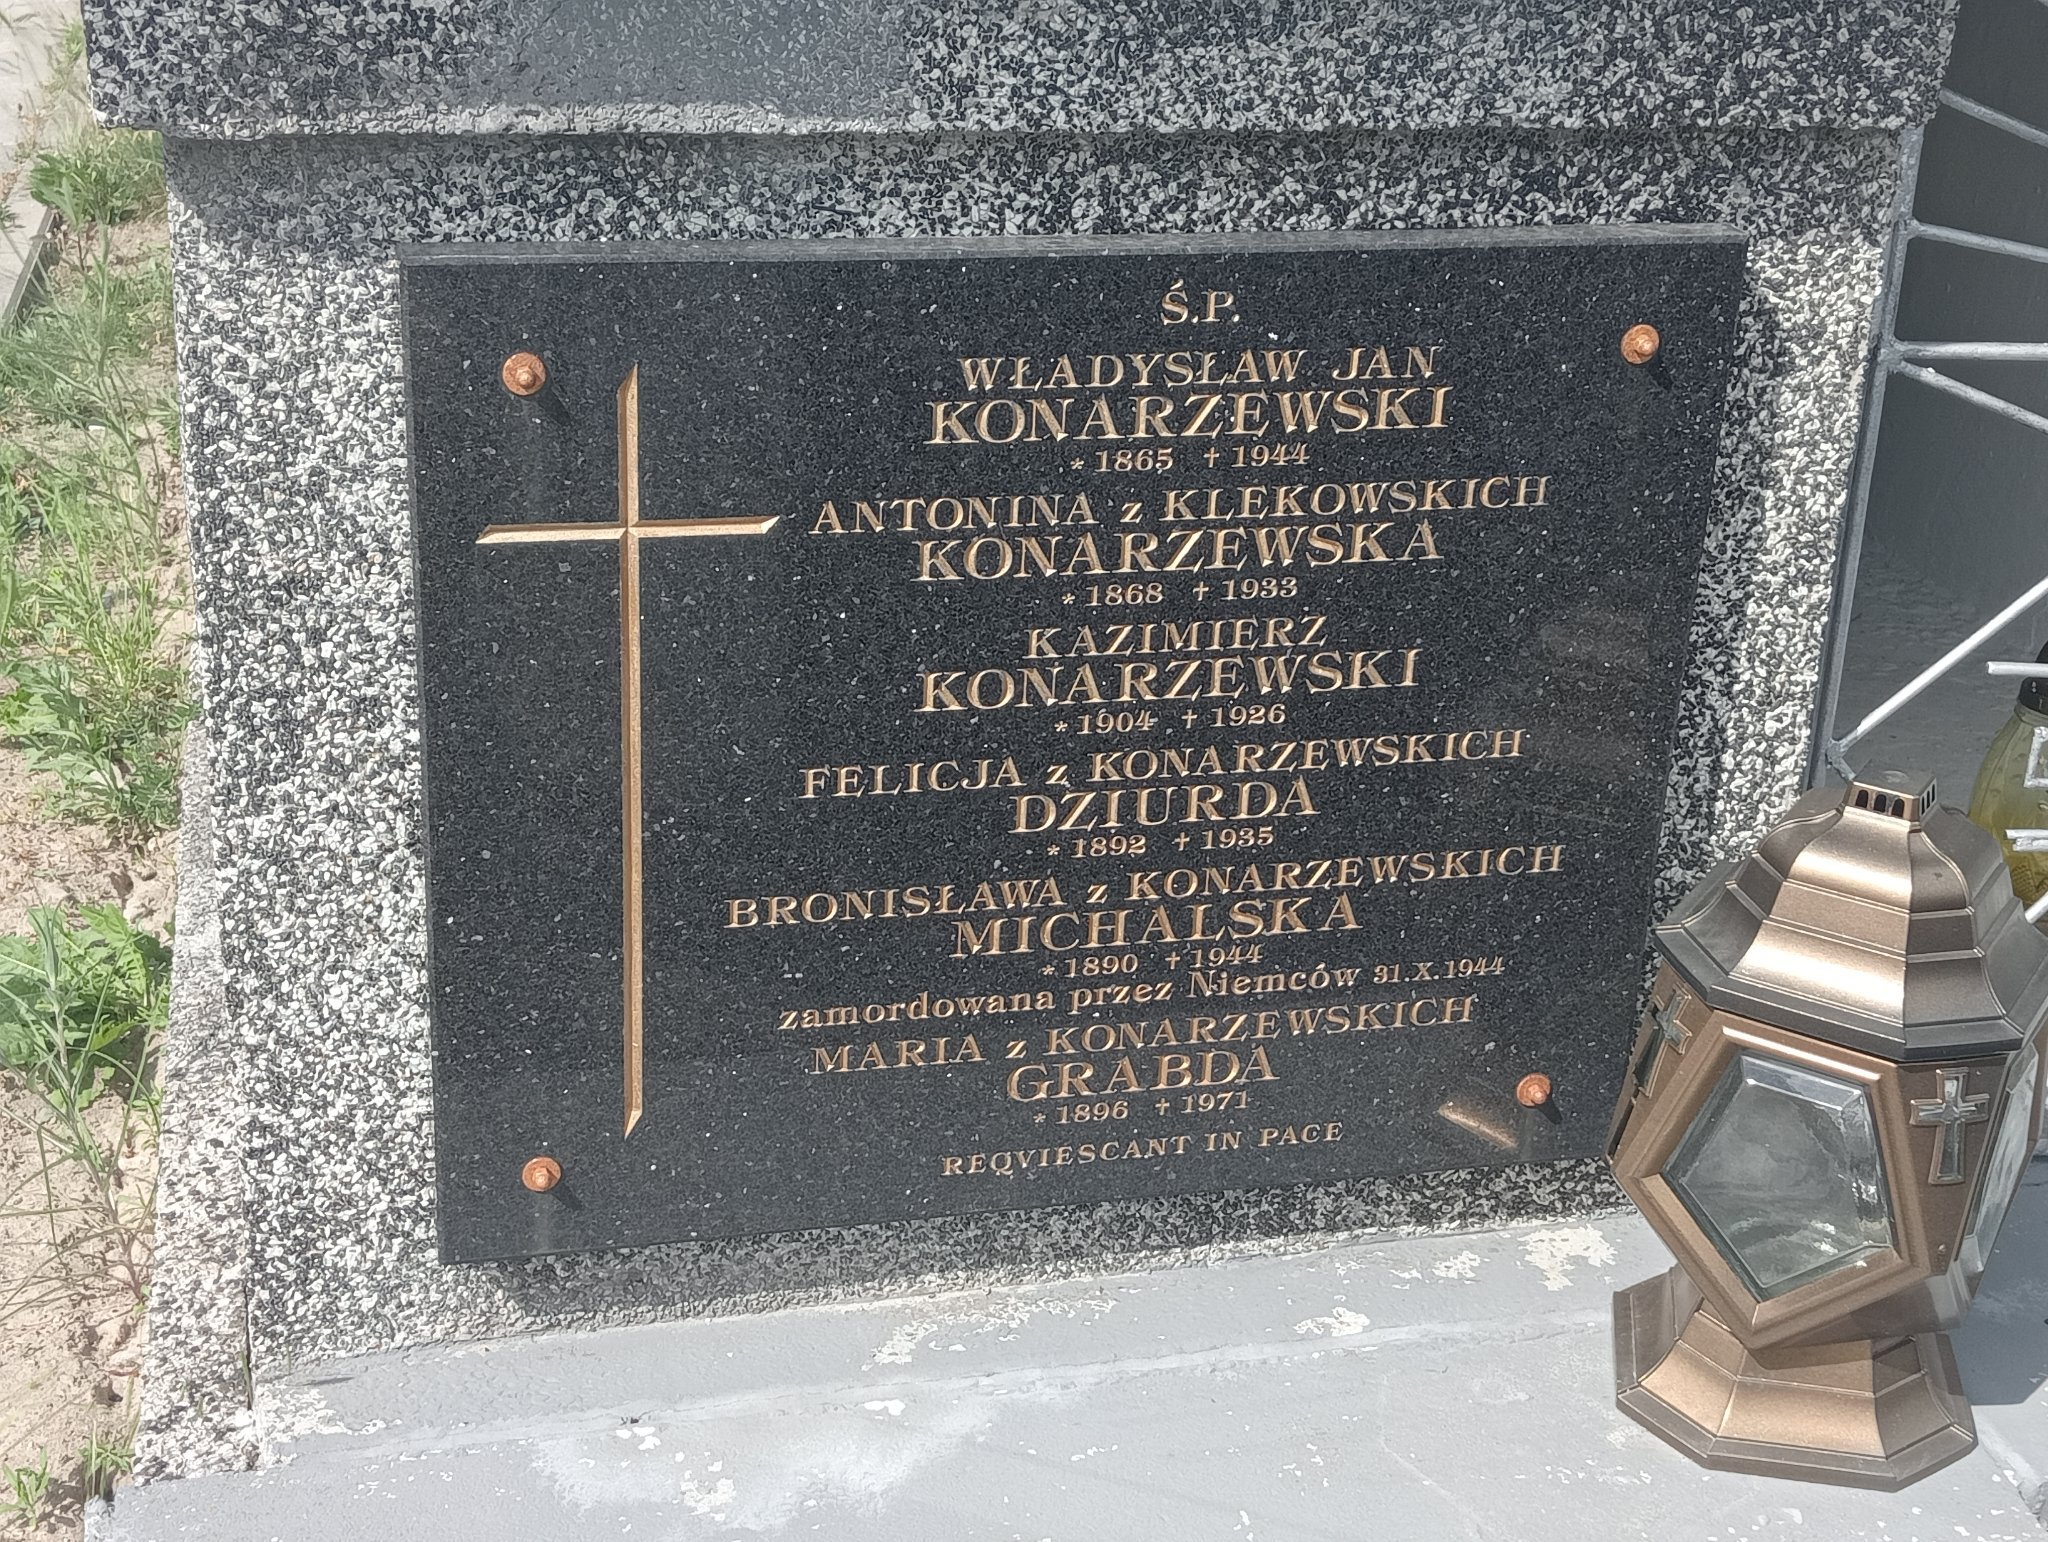 Ś.P.
WŁADYSŁAW JAN
KONARZEWSKI
* 1865 † 1944
ANTONINA z KLEKOWSKICH
KONARZEWSKA
* 1868 † 1933
KAZIMIERZ
KONARZEWSKI
* 1904 † 1926
FELICJA z KONARZEWSKICH
DZIURDA
* 1892 † 1935
BRONISŁAWA z KONARZEWSKICH
MICHALSKA
* 1890 † 1944
zamordowana przez Niemców 31.X.1944
MARIA z KONARZEWSKICH
GRABDA
* 1896 † 1971
REQVIESCANT IN PACE